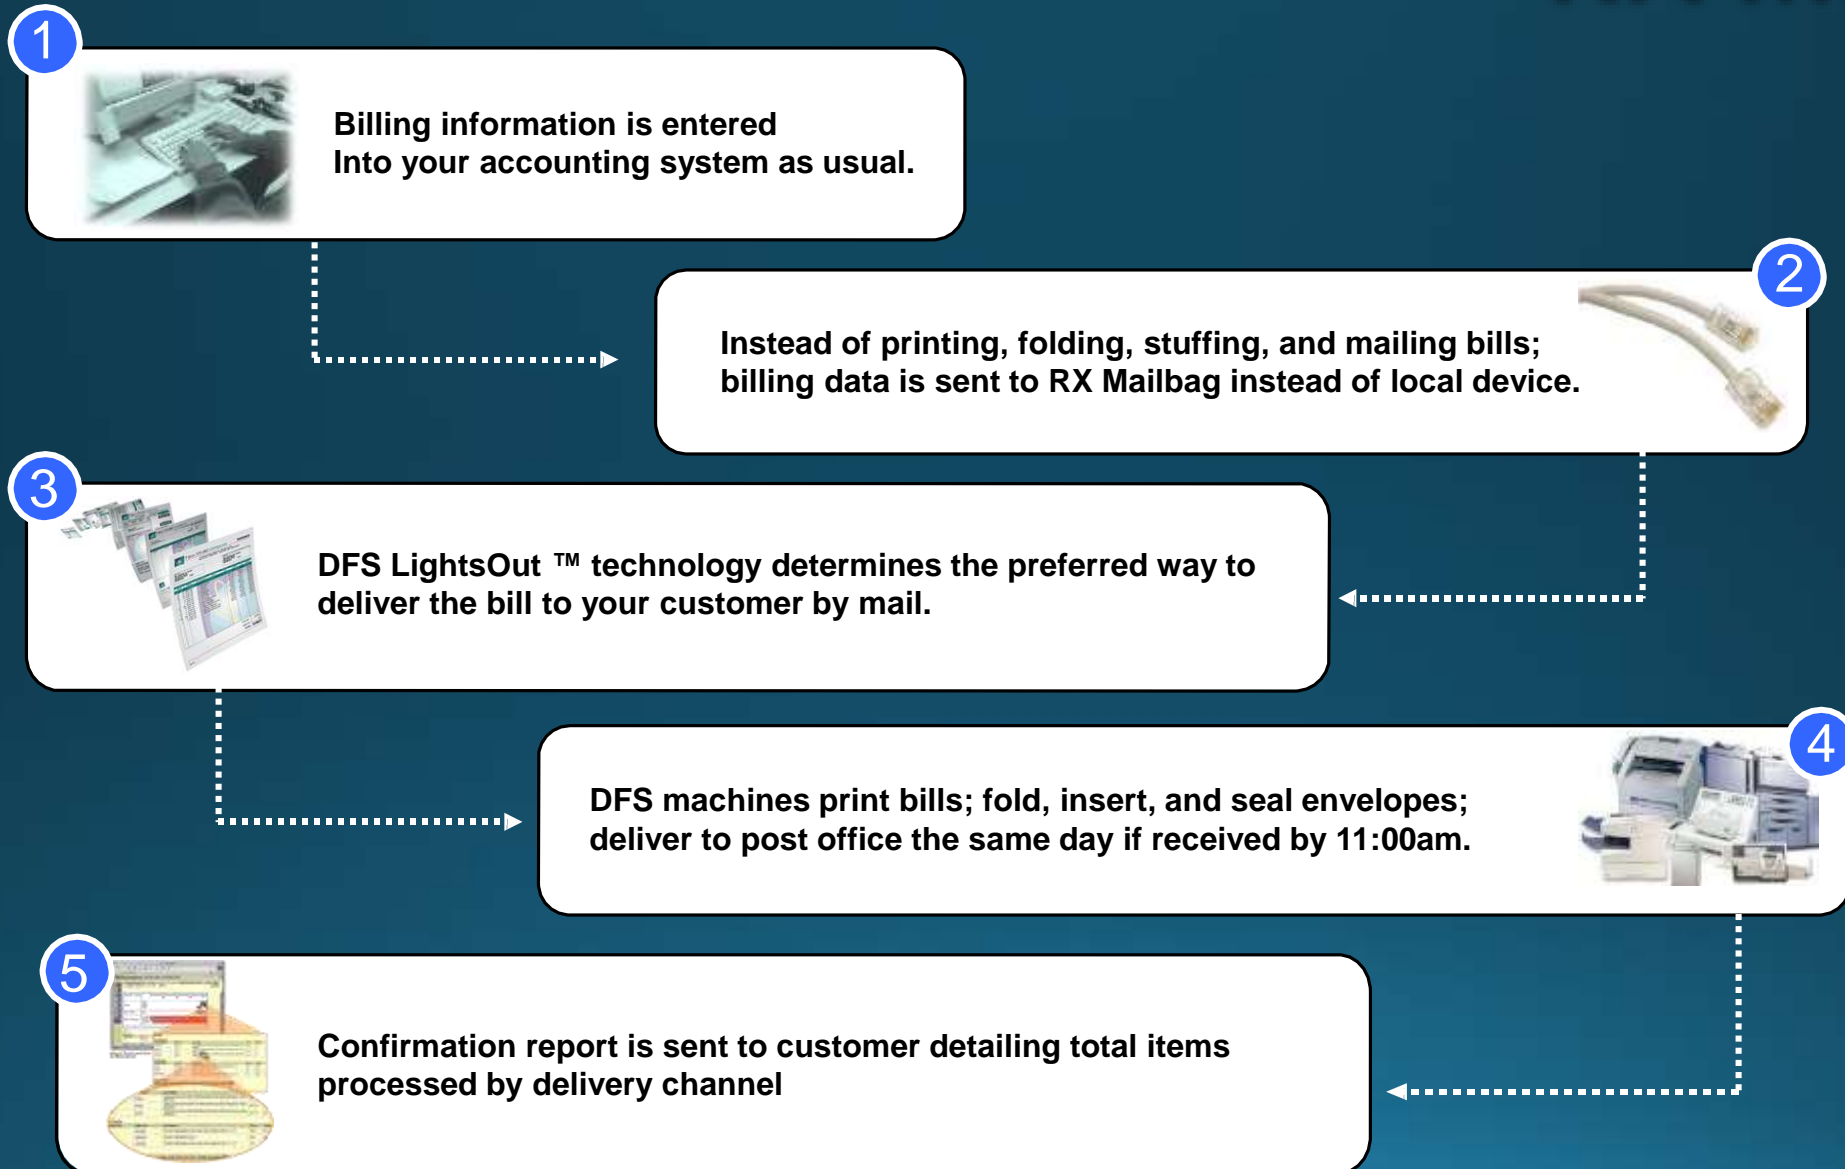 1
Billing information is entered
Into your accounting system as usual.
2
Instead of printing, folding, stuffing, and mailing bills;
billing data is sent to RX Mailbag instead of local device.
3
DFS LightsOut ™ technology determines the preferred way to
deliver the bill to your customer by mail.
4
DFS machines print bills; fold, insert, and seal envelopes;
deliver to post office the same day if received by 11:00am.
5
Confirmation report is sent to customer detailing total items
processed by delivery channel